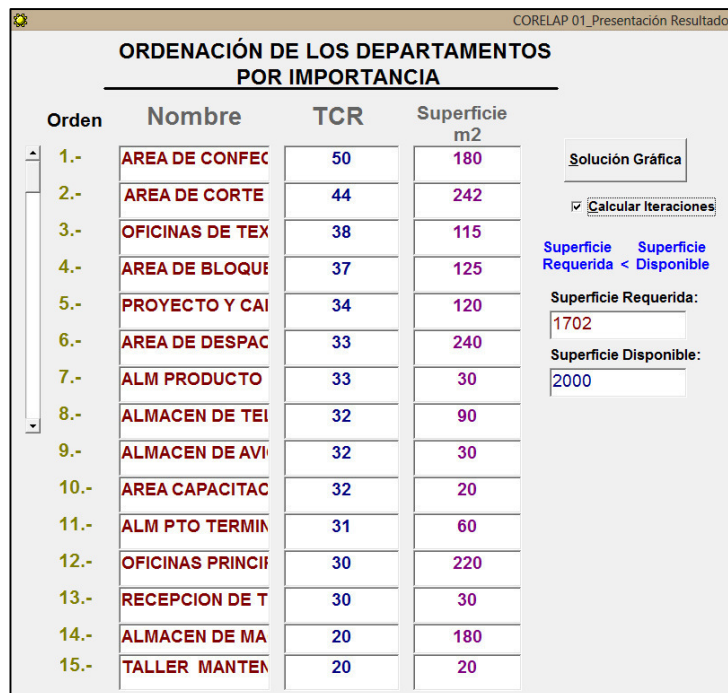 CORELAP 01_Presentación Resultado
ORDENACIÓN DE LOS DEPARTAMENTOS
POR IMPORTANCIA
Orden Nombre TCR Superficie m2
1.- AREA DE CONFEC 50 180
2.- AREA DE CORTE 44 242
3.- OFICINAS DE TEX 38 115
4.- AREA DE BLOQUE 37 125
5.- PROYECTO Y CAI 34 120
6.- AREA DE DESPAC 33 240
7.- ALM PRODUCTO 33 30
8.- ALMACEN DE TEL 32 90
9.- ALMACEN DE AVI 32 30
10.- AREA CAPACITAC 32 20
11.- ALM PTO TERMIN 31 60
12.- OFICINAS PRINCIF 30 220
13.- RECEPCION DE T 30 30
14.- ALMACEN DE MA 20 180
15.- TALLER MANTEN 20 20
Solución Gráfica
Calcular Iteraciones
Superficie Superficie
Requerida < Disponible
Superficie Requerida:
1702
Superficie Disponible:
2000